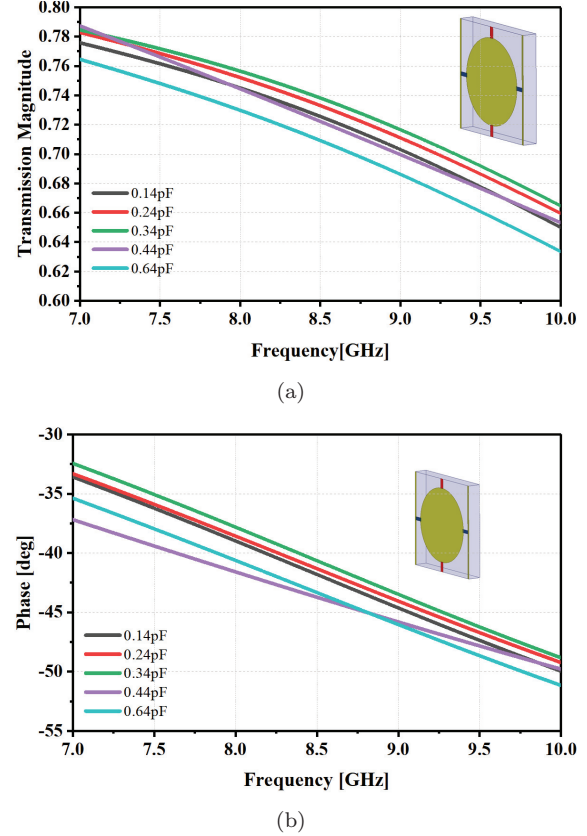 0.80
0.78
0.76
0.74
0.72
0.70
0.68
0.66
0.64
0.62
0.60
Transmission Magnitude
0.14pF
0.24pF
0.34pF
0.44pF
0.64pF
7.0 7.5 8.0 8.5 9.0 9.5 10.0
Frequency[GHz]
(a)
-30
-35
-40
-45
-50
-55
Phase [deg]
0.14pF
0.24pF
0.34pF
0.44pF
0.64pF
7.0 7.5 8.0 8.5 9.0 9.5 10.0
Frequency [GHz]
(b)